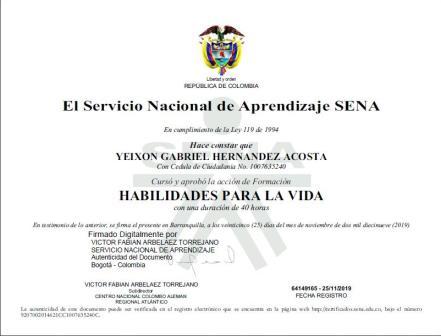 Libertad y orden
REPÚBLICA DE COLOMBIA
El Servicio Nacional de Aprendizaje SENA
En cumplimiento de la Ley 119 de 1994
Hace constar que
YEIXON GABRIEL HERNANDEZ ACOSTA
Con Cedula de Ciudadania No. 1007635240
Cursó y aprobó la acción de Formación
HABILIDADES PARA LA VIDA
con una duración de 40 horas
En testimonio de lo anterior, se firma el presente en Barranquilla, a los veinticinco (25) días del mes de noviembre de dos mil diecinueve (2019)
Firmado Digitalmente por
VICTOR FABIAN ARBELAEZ TORREJANO
SERVICIO NACIONAL DE APRENDIZAJE
Autenticidad del Documento
Bogotá - Colombia
VICTOR FABIAN ARBELAEZ TORREJANO
Subdirector
CENTRO NACIONAL COLOMBO ALEMAN
REGIONAL ATLÁNTICO
64149165 - 25/11/2019
FECHA REGISTRO
La autenticidad de este documento puede ser verificada en el registro electrónico que se encuentra en la página web http://certificados.sena.edu.co, bajo el número
9207002014621CC1007635240C.
SENA